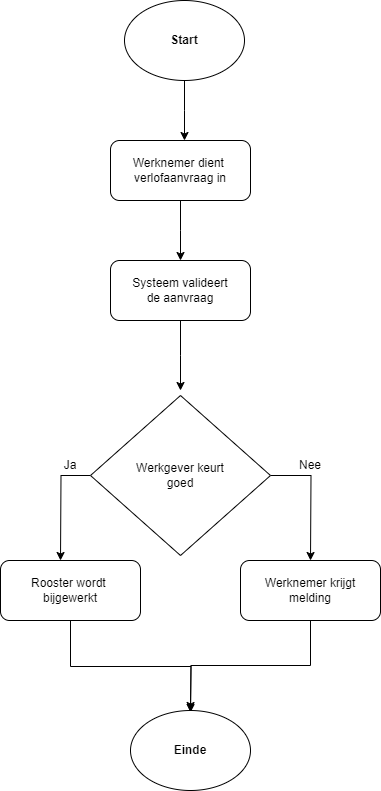 Start
Werknemer dient
verlofaanvraag in
Systeem valideert
de aanvraag
Werkgever keurt
goed
Ja
Nee
Rooster wordt
bijgewerkt
Werknemer krijgt
melding
Einde